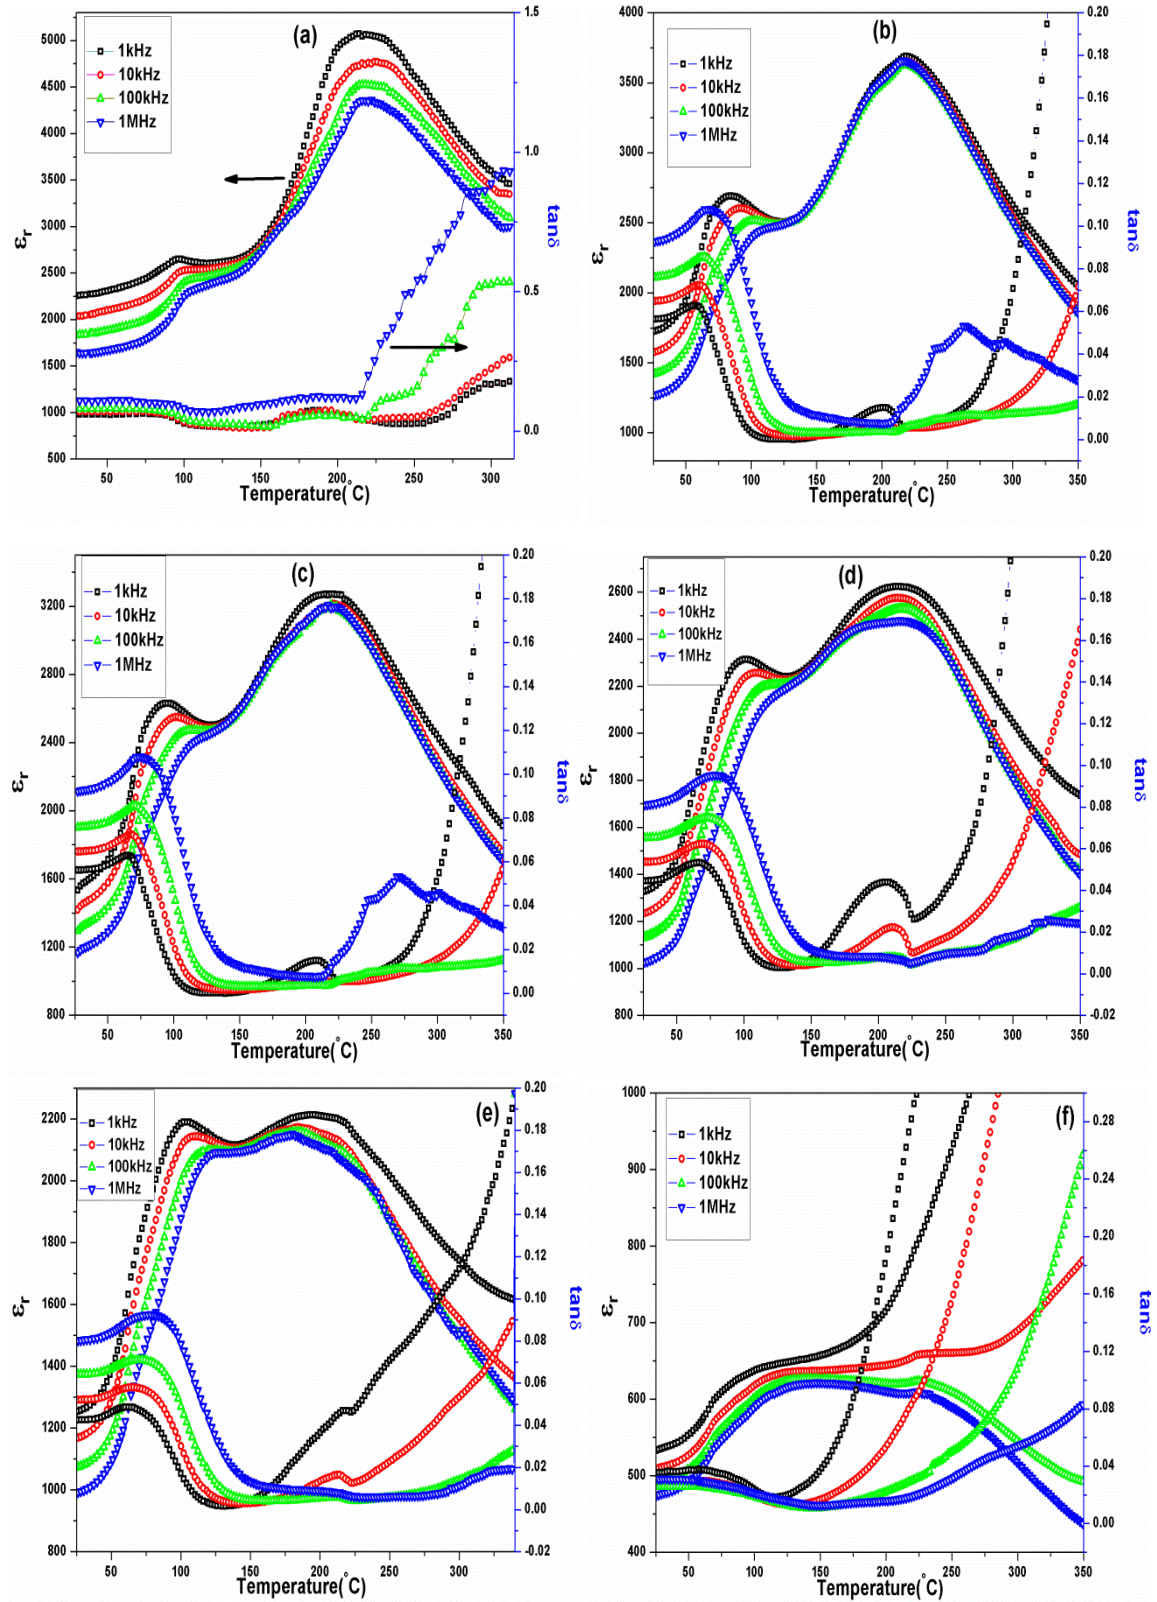 (a)
1kHz
10kHz
100kHz
1MHz
5000
4500
4000
3500
3000
2500
2000
1500
1000
500
1.5
1.0
0.5
0.0
50 100 150 200 250 300
Temperature(°C)
εr
tanδ
(b)
1kHz
10kHz
100kHz
1MHz
4000
3500
3000
2500
2000
1500
1000
0.20
0.18
0.16
0.14
0.12
0.10
0.08
0.06
0.04
0.02
0.00
50 100 150 200 250 300 350
Temperature(°C)
εr
tanδ
(c)
1kHz
10kHz
100kHz
1MHz
3200
2800
2400
2000
1600
1200
800
0.20
0.18
0.16
0.14
0.12
0.10
0.08
0.06
0.04
0.02
0.00
50 100 150 200 250 300 350
Temperature(°C)
εr
tanδ
(d)
1kHz
10kHz
100kHz
1MHz
2600
2400
2200
2000
1800
1600
1400
1200
1000
800
0.20
0.16
0.12
0.08
0.04
0.00
-0.02
50 100 150 200 250 300 350
Temperature(°C)
εr
tanδ
(e)
1kHz
10kHz
100kHz
1MHz
2200
2000
1800
1600
1400
1200
1000
800
0.20
0.18
0.16
0.14
0.12
0.10
0.08
0.06
0.04
0.02
0.00
-0.02
50 100 150 200 250 300
Temperature(°C)
εr
tanδ
(f)
1kHz
10kHz
100kHz
1MHz
1000
900
800
700
600
500
400
0.28
0.24
0.20
0.16
0.12
0.08
0.04
0.00
50 100 150 200 250 300 350
Temperature(°C)
εr
tanδ